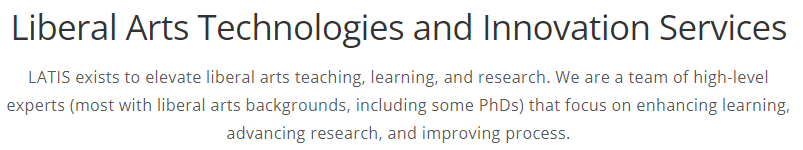 Liberal Arts Technologies and Innovation Services
LATIS exists to elevate liberal arts teaching, learning, and research. We are a team of high-level
experts (most with liberal arts backgrounds, including some PhDs) that focus on enhancing learning,
advancing research, and improving process.